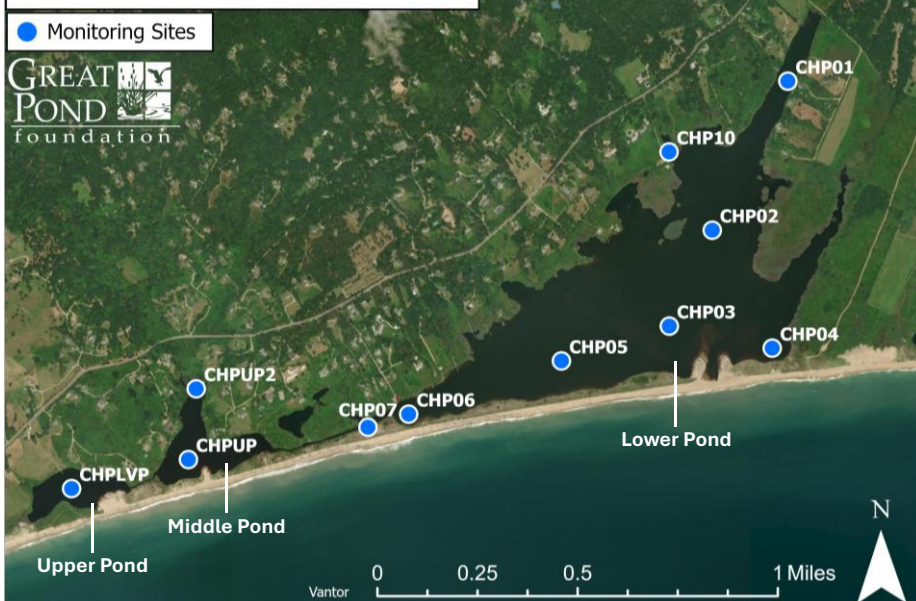 Monitoring Sites
GREAT
POND
foundation
CHP01
CHP10
CHP02
CHP03
CHP04
CHP05
CHPUP2
CHP07
CHP06
CHPUP
CHPLVP
Lower Pond
Middle Pond
Upper Pond
N
0 0.25 0.5 1 Miles
Vantor